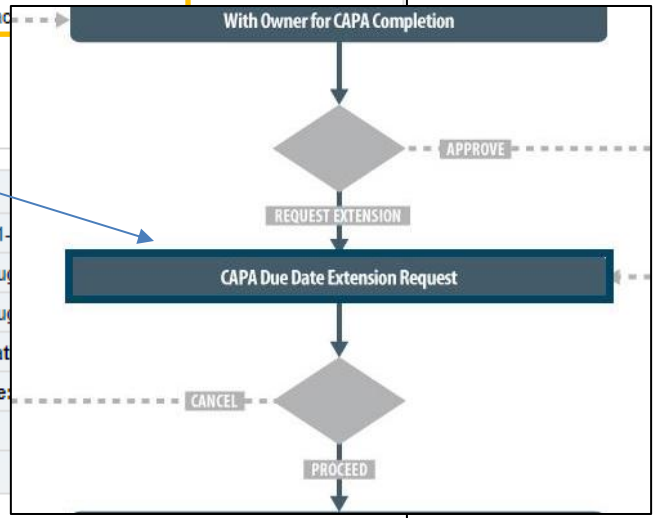 With Owner for CAPA Completion
APPROVE
REQUEST EXTENSION
CAPA Due Date Extension Request
CANCEL
PROCEED